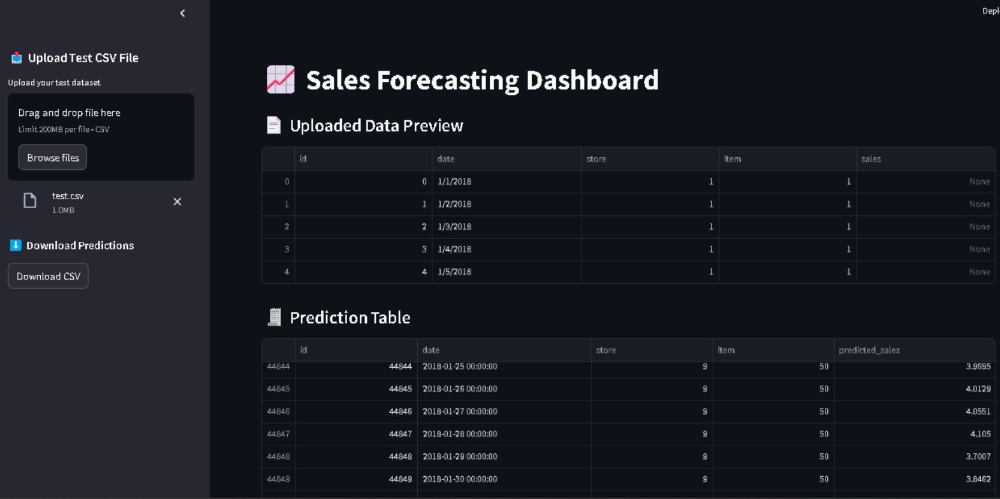 Depl
Upload Test CSV File
Upload your test dataset
Drag and drop file here
Limit 200MB per file • CSV
Browse files
test.csv
1.0MB
Download Predictions
Download CSV
Sales Forecasting Dashboard
Uploaded Data Preview
id date store item sales
0 0 1/1/2018 1 1 None
1 1 1/2/2018 1 1 None
2 2 1/3/2018 1 1 None
3 3 1/4/2018 1 1 None
4 4 1/5/2018 1 1 None
Prediction Table
id date store item predicted_sales
44844 44844 2018-01-25 00:00:00 9 50 3.9695
44845 44845 2018-01-26 00:00:00 9 50 4.0129
44846 44846 2018-01-27 00:00:00 9 50 4.0551
44847 44847 2018-01-28 00:00:00 9 50 4.105
44848 44848 2018-01-29 00:00:00 9 50 3.7007
44849 44849 2018-01-30 00:00:00 9 50 3.8462